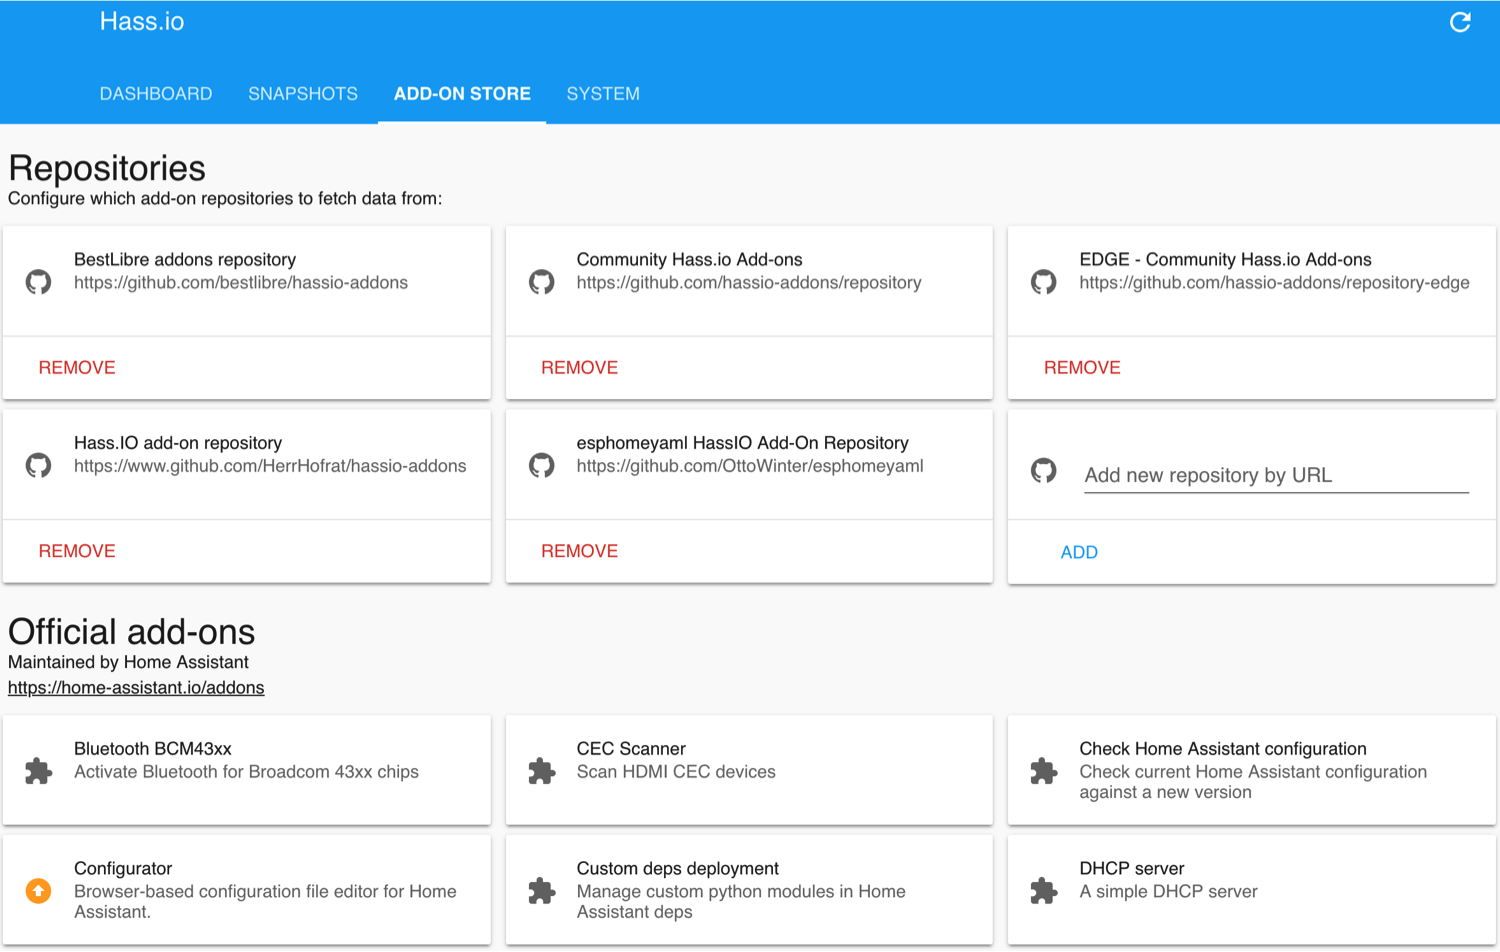 Hass.io
DASHBOARD SNAPSHOTS ADD-ON STORE SYSTEM
Repositories
Configure which add-on repositories to fetch data from:
BestLibre addons repository
https://github.com/bestlibre/hassio-addons
REMOVE
Community Hass.io Add-ons
https://github.com/hassio-addons/repository
REMOVE
EDGE - Community Hass.io Add-ons
https://github.com/hassio-addons/repository-edge
REMOVE
Hass.IO add-on repository
https://www.github.com/HerrHofrat/hassio-addons
REMOVE
esphomeyaml HassIO Add-On Repository
https://github.com/OttoWinter/esphomeyaml
REMOVE
Add new repository by URL
ADD
Official add-ons
Maintained by Home Assistant
https://home-assistant.io/addons
Bluetooth BCM43xx
Activate Bluetooth for Broadcom 43xx chips
CEC Scanner
Scan HDMI CEC devices
Check Home Assistant configuration
Check current Home Assistant configuration
against a new version
Configurator
Browser-based configuration file editor for Home
Assistant.
Custom deps deployment
Manage custom python modules in Home
Assistant deps
DHCP server
A simple DHCP server